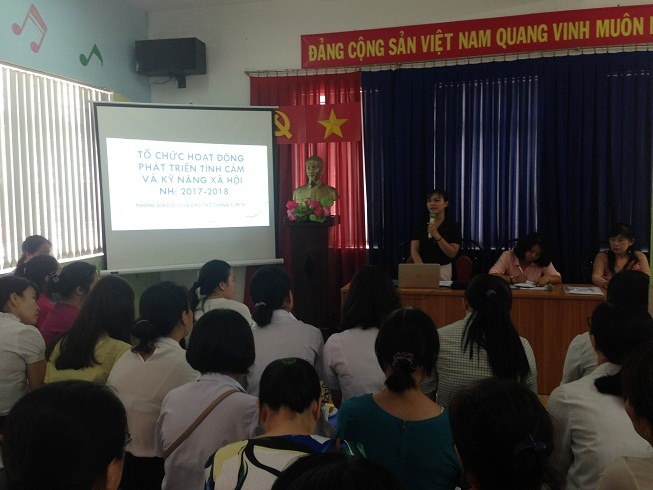 ĐẢNG CỘNG SẢN VIỆT NAM QUANG VINH MUÔN
TỔ CHỨC HOẠT ĐỘNG
PHÁT TRIỂN TÌNH CẢM
VÀ KỸ NĂNG XÃ HỘI
NH: 2017-2018